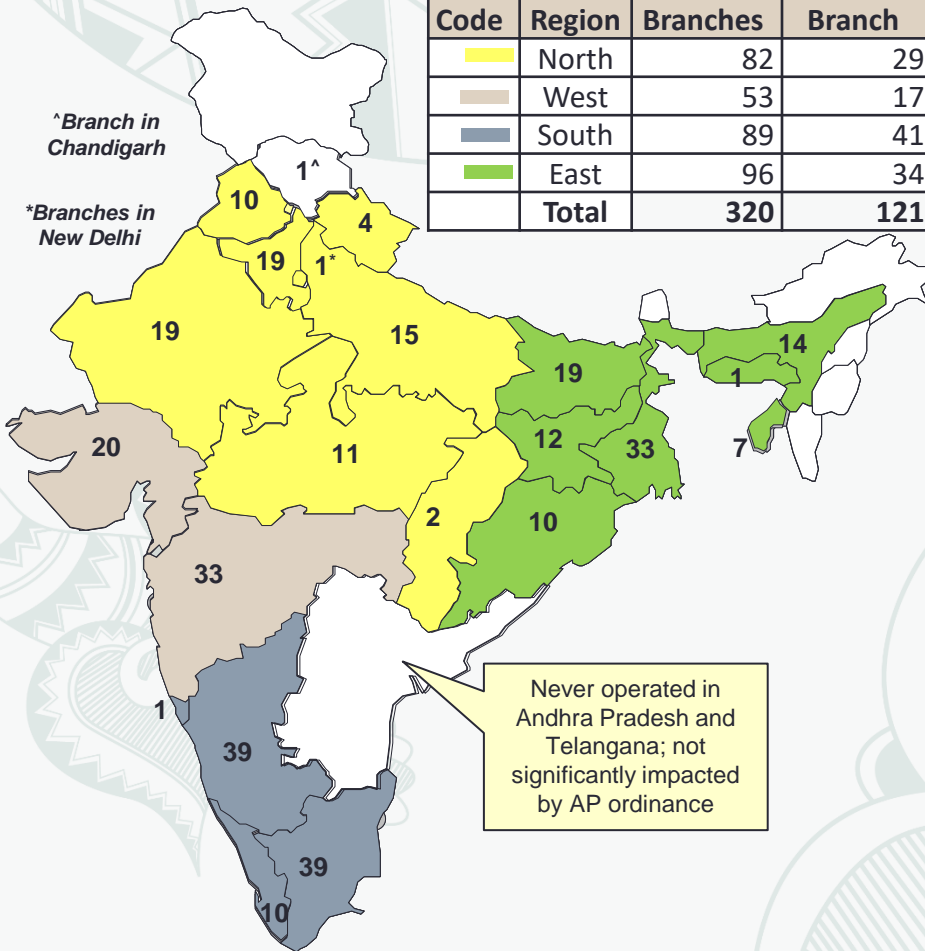 Code Region Branches Branch
North 82 29
West 53 17
South 89 41
East 96 34
Total 320 121
^Branch in
Chandigarh
*Branches in
New Delhi
1^
10
4
19
1*
19
15
14
19
1
20
12
33
7
11
10
2
33
Never operated in
Andhra Pradesh and
Telangana; not
significantly impacted
by AP ordinance
1
39
39
10